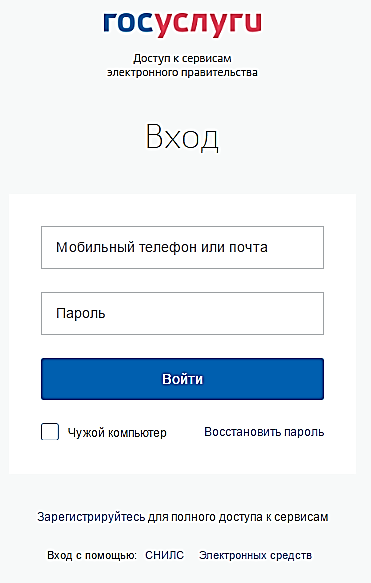 госуслуги
Доступ к сервисам
электронного правительства
Вход
Мобильный телефон или почта
Пароль
Войти
Чужой компьютер
Восстановить пароль
Зарегистрируйтесь для полного доступа к сервисам
Вход с помощью: СНИЛС Электронных средств